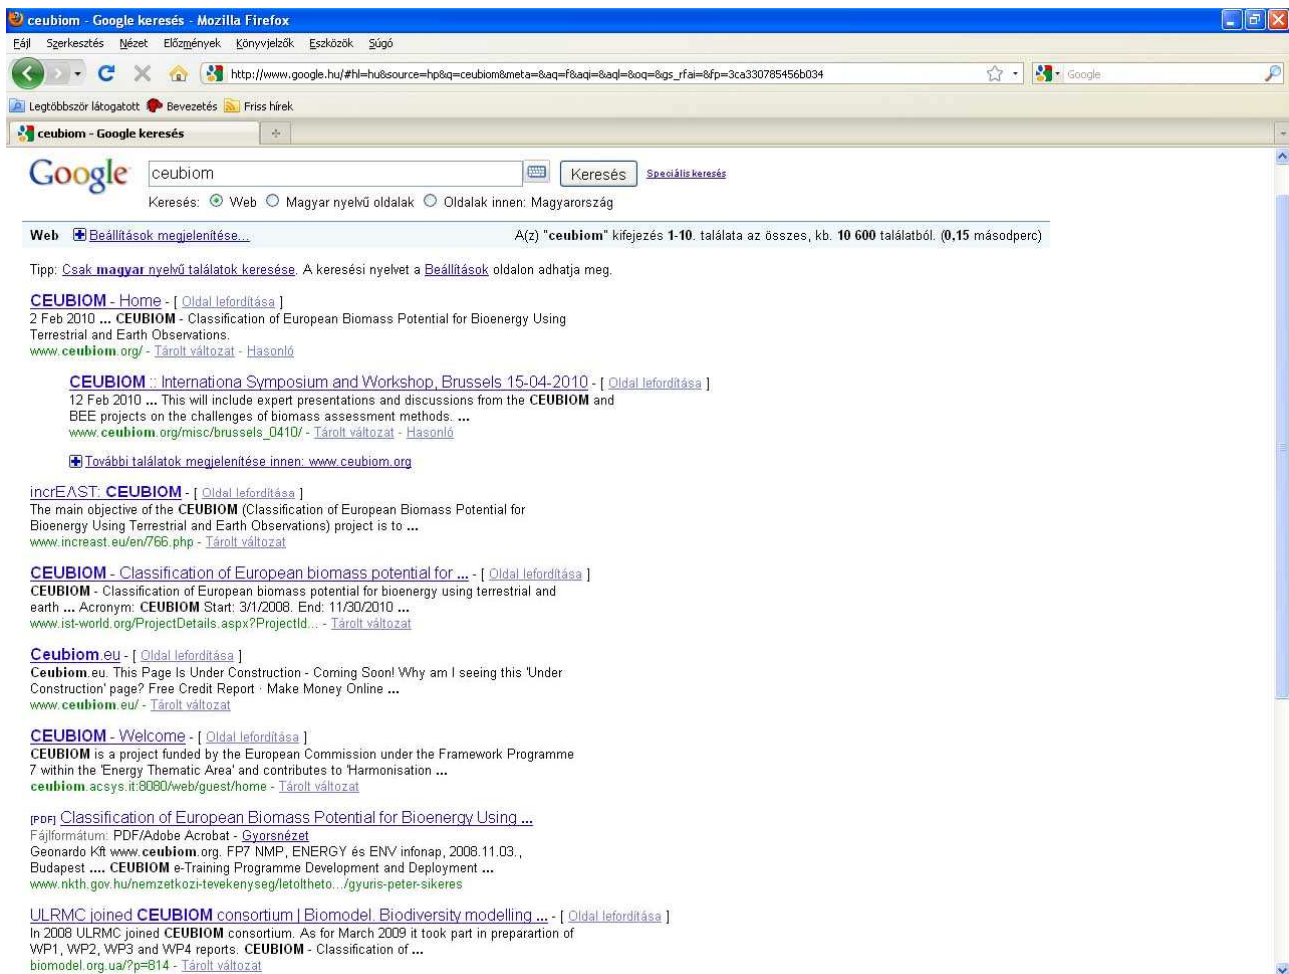 ceubiom - Google keresés - Mozilla Firefox
Fájl Szerkesztés Nézet Előzmények Könyvjelzők Eszközök Súgó
http://www.google.hu/#hl=hu&source=hp&q=ceubiom&meta=&aq=f&aqi=&aql=&oq=&gs_rfai=&fp=3ca330785456b034 Google
Legtöbbször látogatott Bevezetés Friss hírek
ceubiom - Google keresés
Google ceubiom Keresés Speciális keresés
Keresés: Web Magyar nyelvű oldalak Oldalak innen: Magyarország
Web Beállítások megjelenítése... A(z) "ceubiom" kifejezés 1-10. találata az összes, kb. 10 600 találatból. (0,15 másodperc)
Tipp: Csak magyar nyelvű találatok keresése. A keresési nyelvet a Beállítások oldalon adhatja meg.
CEUBIOM - Home - [ Oldal lefordítása ]
2 Feb 2010 ... CEUBIOM - Classification of European Biomass Potential for Bioenergy Using
Terrestrial and Earth Observations.
www.ceubiom.org/ - Tárolt változat - Hasonló
CEUBIOM :: Internationa Symposium and Workshop, Brussels 15-04-2010 - [ Oldal lefordítása ]
12 Feb 2010 ... This will include expert presentations and discussions from the CEUBIOM and
BEE projects on the challenges of biomass assessment methods. ...
www.ceubiom.org/misc/brussels_0410/ - Tárolt változat - Hasonló
További találatok megjelenítése innen: www.ceubiom.org
incrEAST: CEUBIOM - [ Oldal lefordítása ]
The main objective of the CEUBIOM (Classification of European Biomass Potential for
Bioenergy Using Terrestrial and Earth Observations) project is to ...
www.increast.eu/en/766.php - Tárolt változat
CEUBIOM - Classification of European biomass potential for ... - [ Oldal lefordítása ]
CEUBIOM - Classification of European biomass potential for bioenergy using terrestrial and
earth ... Acronym: CEUBIOM Start: 3/1/2008. End: 11/30/2010 ...
www.ist-world.org/ProjectDetails.aspx?ProjectId... - Tárolt változat
Ceubiom.eu - [ Oldal lefordítása ]
Ceubiom.eu. This Page Is Under Construction - Coming Soon! Why am I seeing this 'Under
Construction' page? Free Credit Report · Make Money Online ...
www.ceubiom.eu/ - Tárolt változat
CEUBIOM - Welcome - [ Oldal lefordítása ]
CEUBIOM is a project funded by the European Commission under the Framework Programme
7 within the 'Energy Thematic Area' and contributes to 'Harmonisation ...
ceubiom.acsys.it:8080/web/guest/home - Tárolt változat
[PDF] Classification of European Biomass Potential for Bioenergy Using ...
Fájlformátum: PDF/Adobe Acrobat - Gyorsnézet
Geonardo Kft www.ceubiom.org. FP7 NMP, ENERGY és ENV infonap, 2008.11.03.,
Budapest .... CEUBIOM e-Training Programme Development and Deployment ...
www.nkth.gov.hu/nemzetkozi-tevekenyseg/letoltheto.../gyuris-peter-sikeres
ULRMC joined CEUBIOM consortium | Biomodel. Biodiversity modelling ... - [ Oldal lefordítása ]
In 2008 ULRMC joined CEUBIOM consortium. As for March 2009 it took part in preparartion of
WP1, WP2, WP3 and WP4 reports. CEUBIOM - Classification of ...
biomodel.org.ua/?p=814 - Tárolt változat